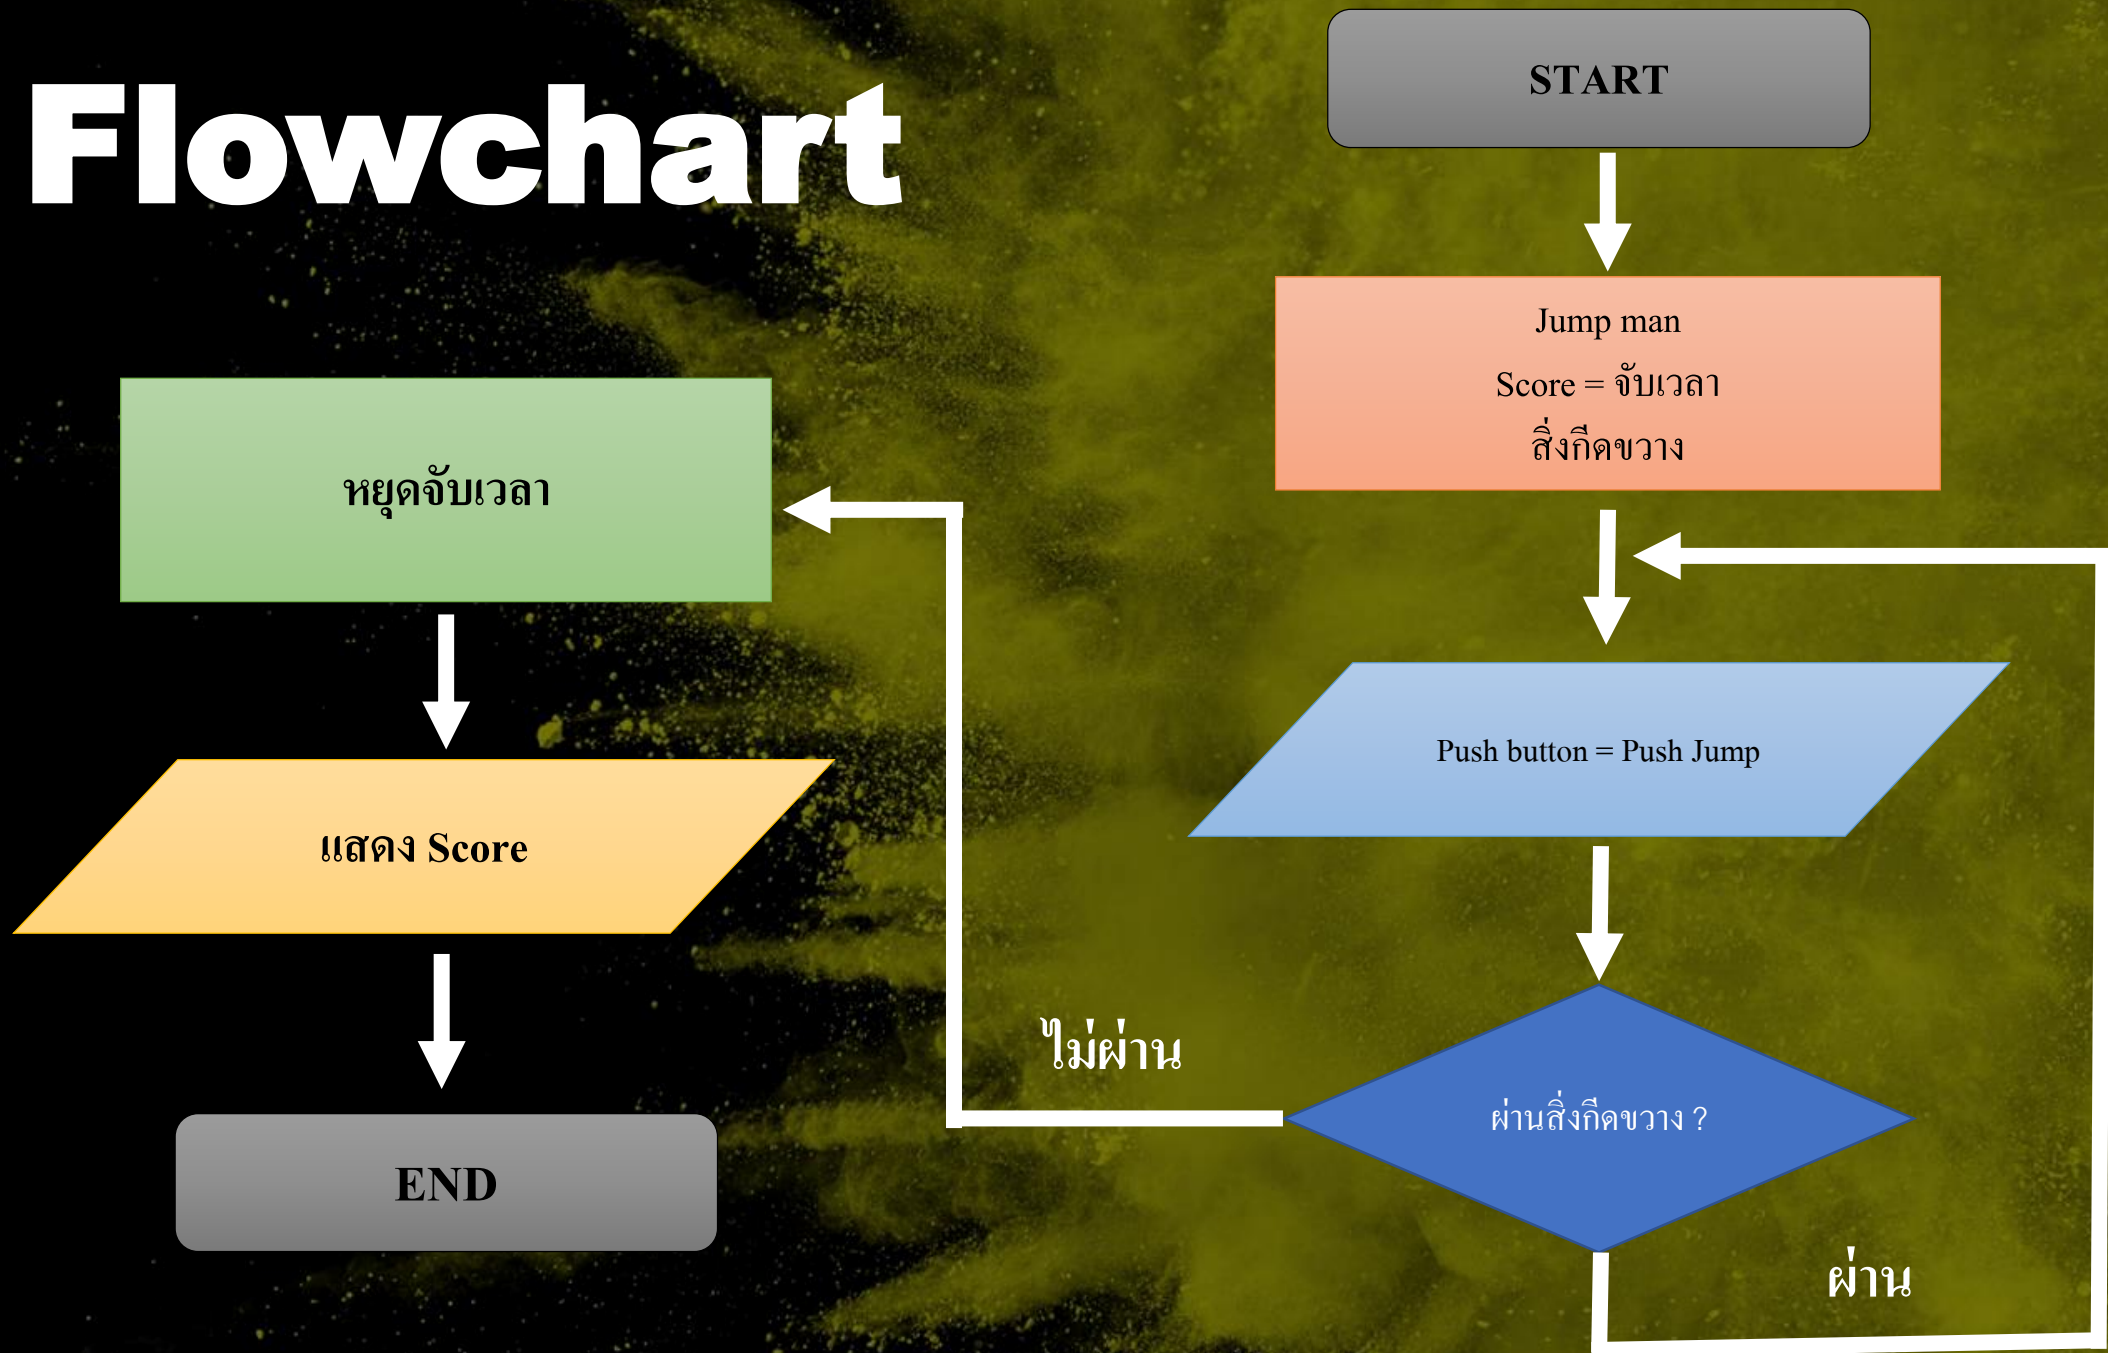 Flowchart
START
Jump man
Score = จับเวลา
สิ่งกีดขวาง
Push button = Push Jump
ผ่านสิ่งกีดขวาง ?
ผ่าน
ไม่ผ่าน
หยุดจับเวลา
แสดง Score
END